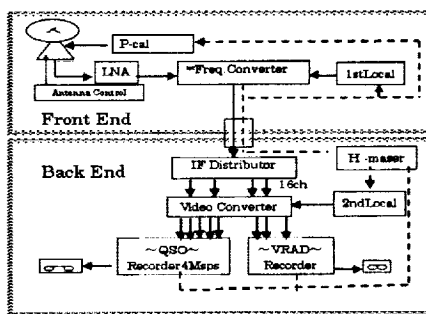 P-cal
LNA
Freq. Converter
1stLocal
Antenna Control
Front End
Back End
IF Distributor
H-maser
16ch
Video Converter
2ndLocal
~QSO~
Recorder4Msps
~VRAD~
Recorder